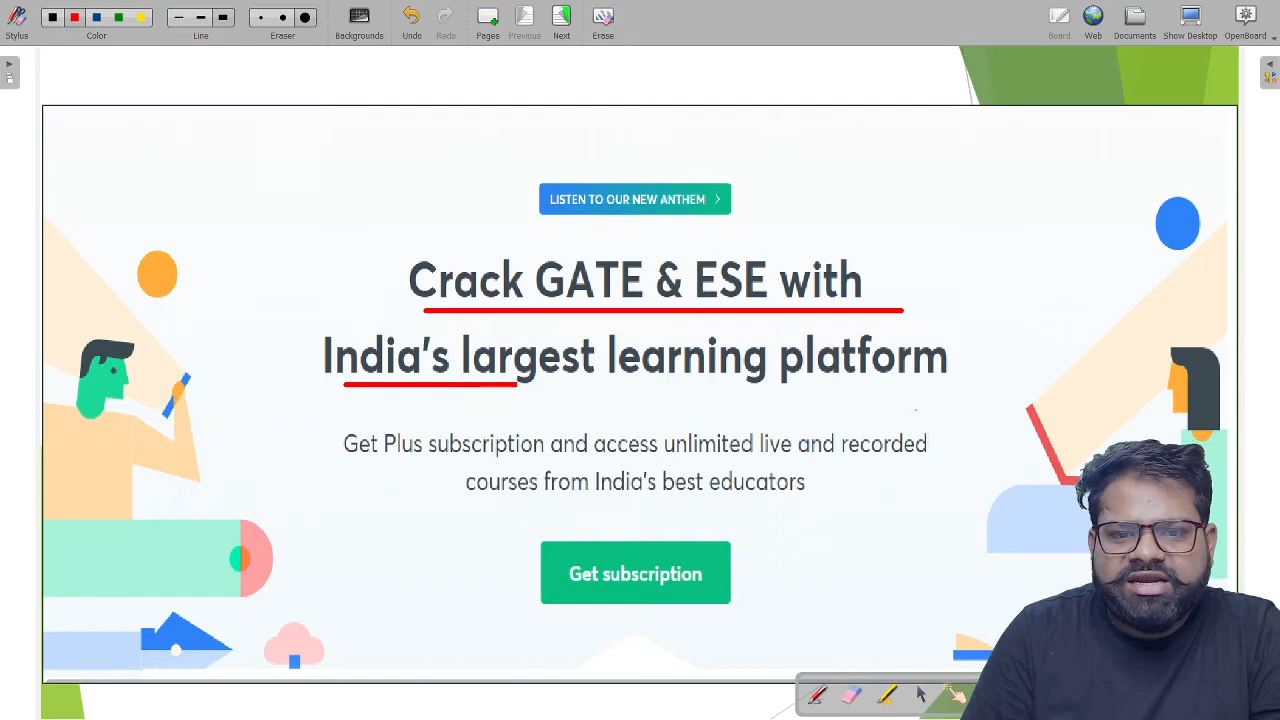 Stylus
Color
Line
Eraser
Backgrounds
Undo
Redo
Pages
Previous
Next
Erase
Board
Web
Documents
Show Desktop
OpenBoard
LISTEN TO OUR NEW ANTHEM
Crack GATE & ESE with
India's largest learning platform
Get Plus subscription and access unlimited live and recorded
courses from India's best educators
Get subscription